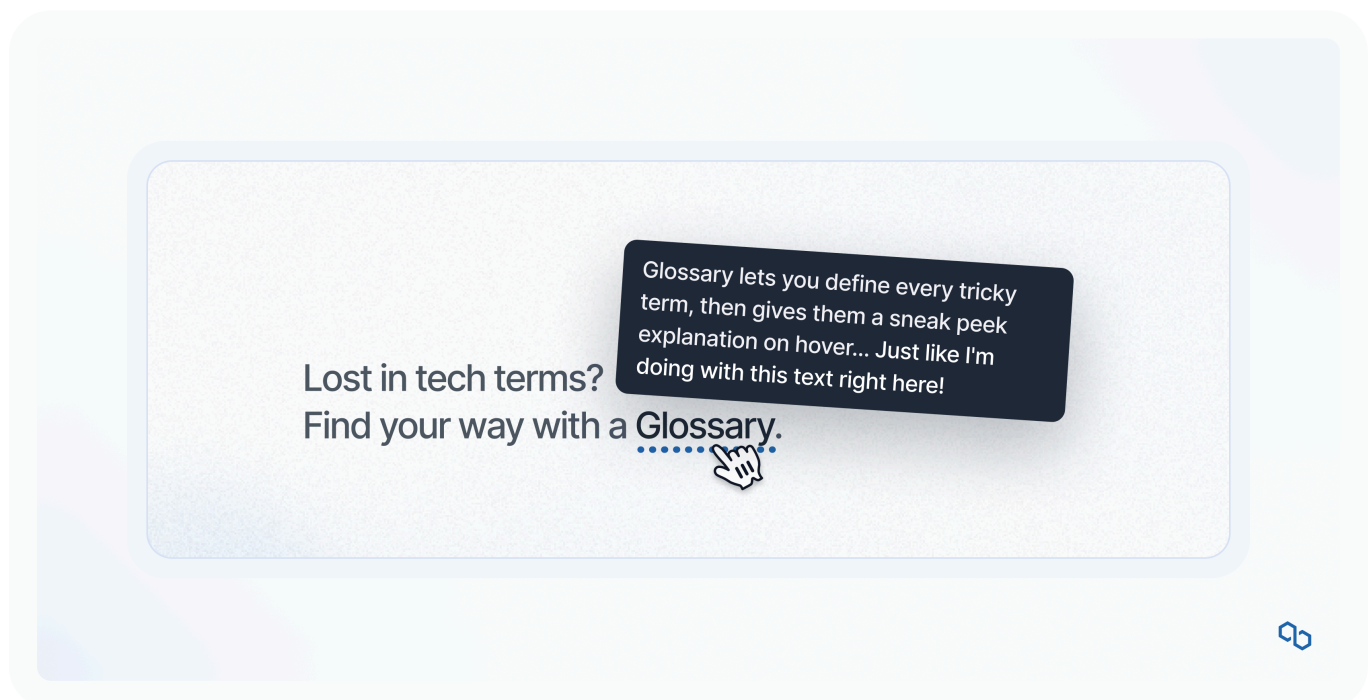 Glossary lets you define every tricky
term, then gives them a sneak peek
explanation on hover... Just like I'm
doing with this text right here!
Lost in tech terms?
Find your way with a Glossary.